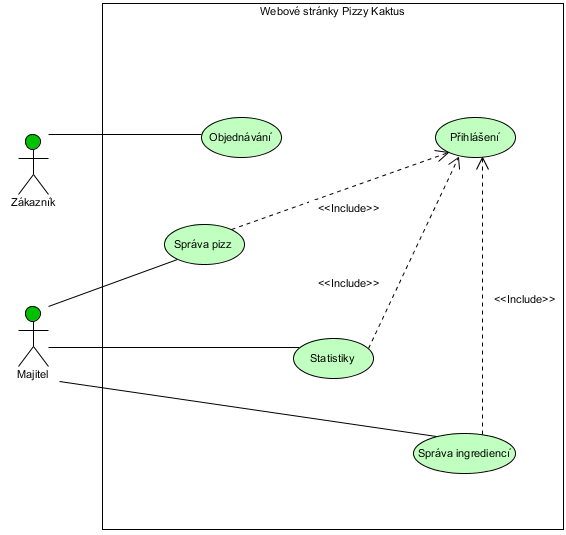 Webové stránky Pizzy Kaktus
Objednávání
Přihlášení
Zákazník
<<Include>>
Správa pizz
<<Include>>
<<Include>>
Statistiky
Majitel
Správa ingrediencí